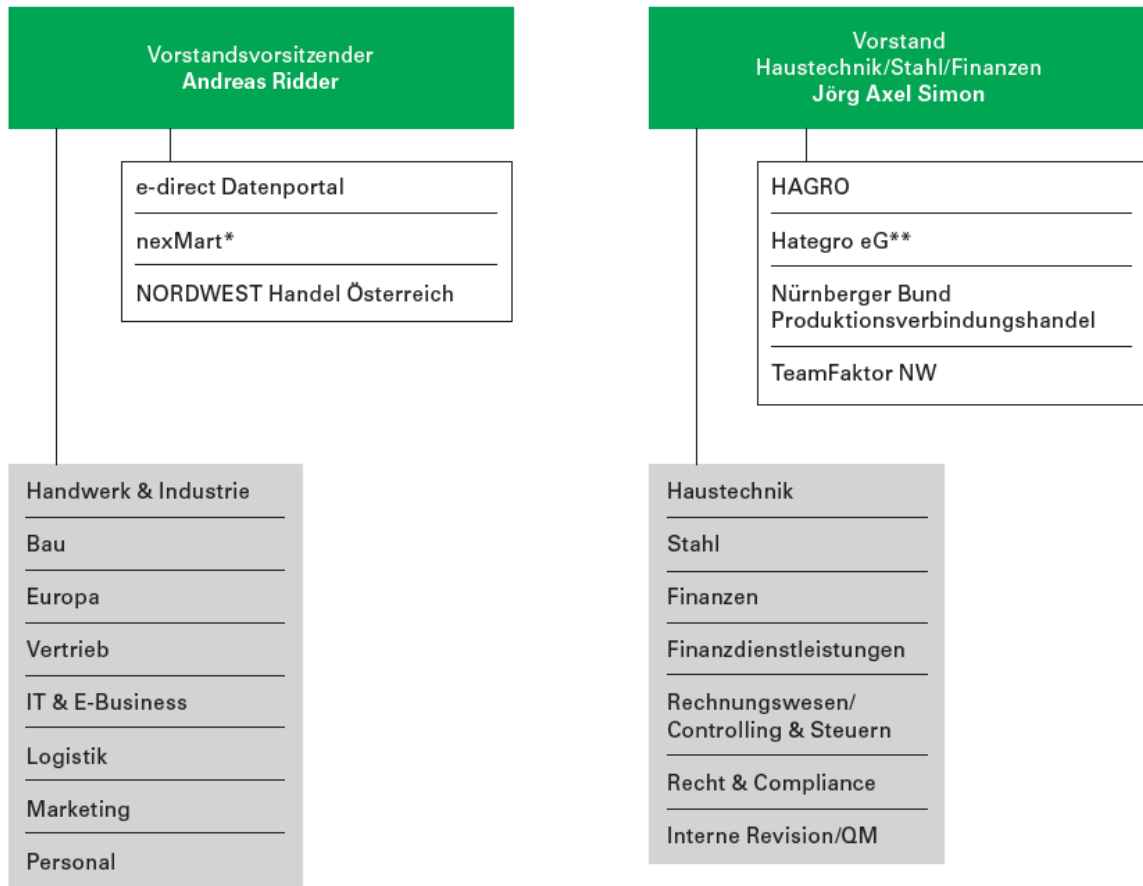 Vorstandsvorsitzender
Andreas Ridder
e-direct Datenportal
nexMart*
NORDWEST Handel Österreich
Handwerk & Industrie
Bau
Europa
Vertrieb
IT & E-Business
Logistik
Marketing
Personal
Vorstand
Haustechnik/Stahl/Finanzen
Jörg Axel Simon
HAGRO
Hategro eG**
Nürnberger Bund
Produktionsverbindungshandel
TeamFaktor NW
Haustechnik
Stahl
Finanzen
Finanzdienstleistungen
Rechnungswesen/
Controlling & Steuern
Recht & Compliance
Interne Revision/QM